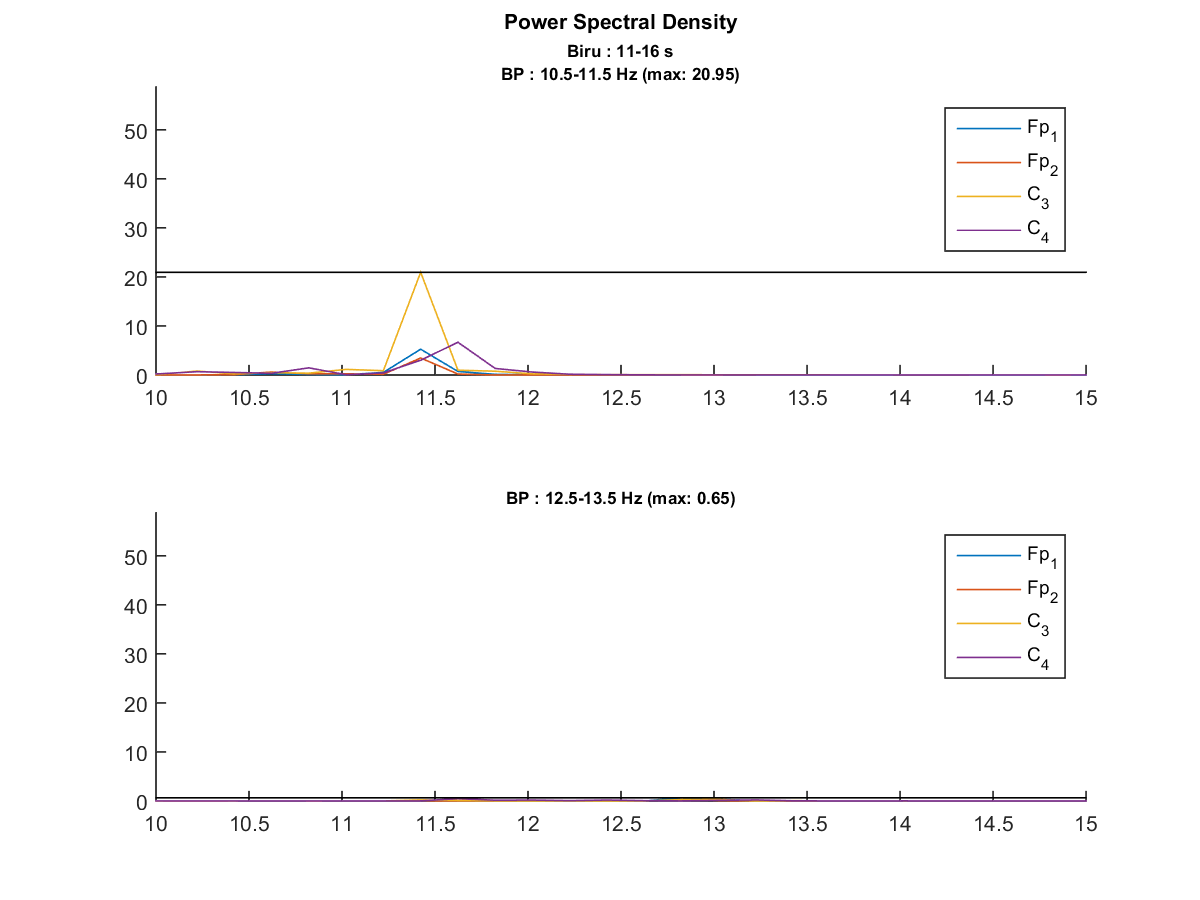 Power Spectral Density
Biru : 11-16 s
BP : 10.5-11.5 Hz (max: 20.95)
50
40
30
20
10
0
10 10.5 11 11.5 12 12.5 13 13.5 14 14.5 15
Fp1
Fp2
C3
C4
BP : 12.5-13.5 Hz (max: 0.65)
50
40
30
20
10
0
10 10.5 11 11.5 12 12.5 13 13.5 14 14.5 15
Fp1
Fp2
C3
C4